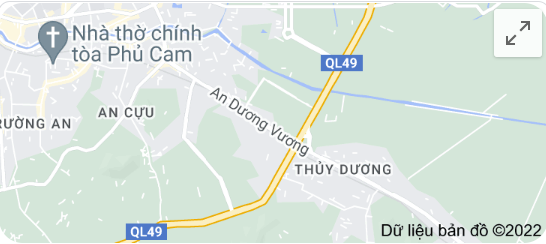 Nhà thờ chính
tòa Phủ Cam
QL49
An Dương Vương
AN CỰU
RƯỜNG AN
THỦY DƯƠNG
QL49
Dữ liệu bản đồ ©2022